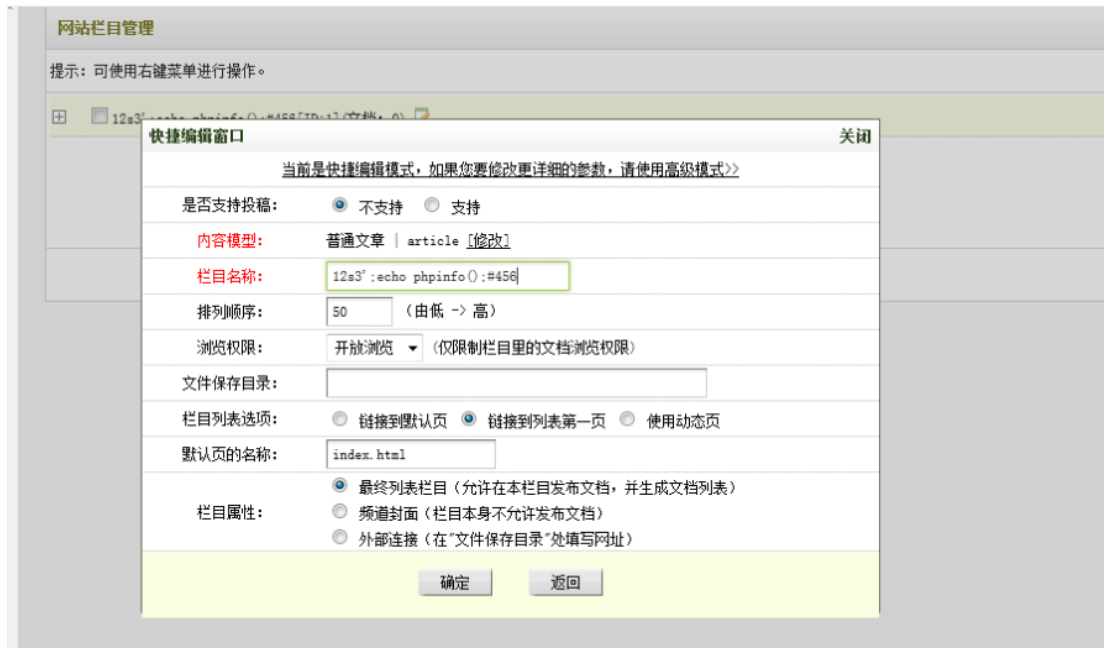 网站栏目管理
提示：可使用右键菜单进行操作。
12s3';echo phpinfo();#456[ID:1](文档：0)
快捷编辑窗口 关闭
当前是快捷编辑模式，如果您要修改更详细的参数，请使用高级模式>>
是否支持投稿： 不支持 支持
内容模型： 普通文章 | article [修改]
栏目名称： 12s3';echo phpinfo();#456
排列顺序： 50 （由低 -> 高）
浏览权限： 开放浏览 (仅限制栏目里的文档浏览权限)
文件保存目录：
栏目列表选项： 链接到默认页 链接到列表第一页 使用动态页
默认页的名称： index.html
栏目属性： 最终列表栏目（允许在本栏目发布文档，并生成文档列表）
频道封面（栏目本身不允许发布文档）
外部连接（在"文件保存目录"处填写网址）
确定 返回